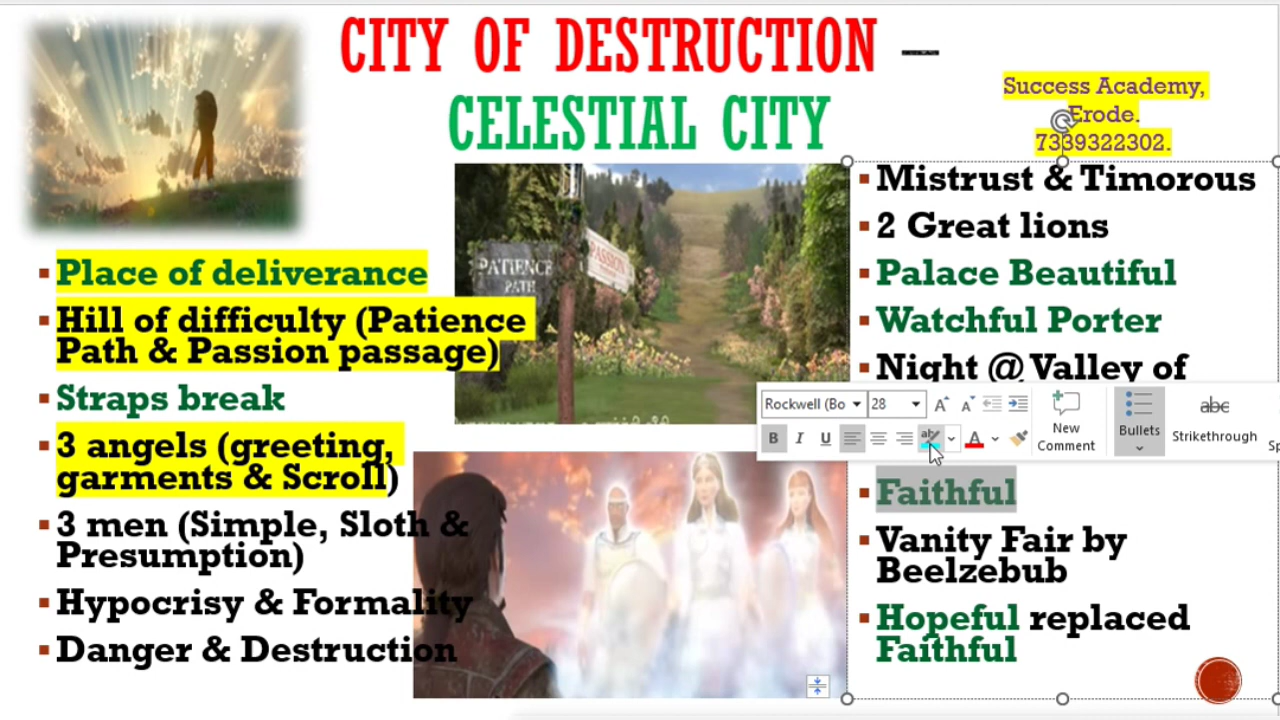 CITY OF DESTRUCTION –
CELESTIAL CITY
Success Academy,
Erode.
7339322302.
Place of deliverance
Hill of difficulty (Patience
Path & Passion passage)
Straps break
3 angels (greeting,
garments & Scroll)
3 men (Simple, Sloth &
Presumption)
Hypocrisy & Formality
Danger & Destruction
PATIENCE
PATH
PASSION
Mistrust & Timorous
2 Great lions
Palace Beautiful
Watchful Porter
Night @ Valley of
Rockwell (Bo
28
New
Comment
Bullets
abc
Strikethrough
B I U
Faithful
Vanity Fair by
Beelzebub
Hopeful replaced
Faithful